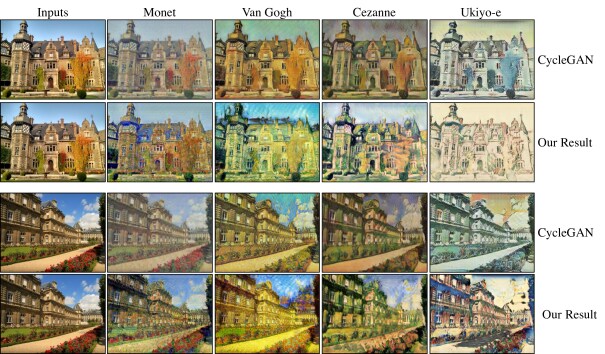 Inputs Monet Van Gogh Cezanne Ukiyo-e
CycleGAN
Our Result
CycleGAN
Our Result